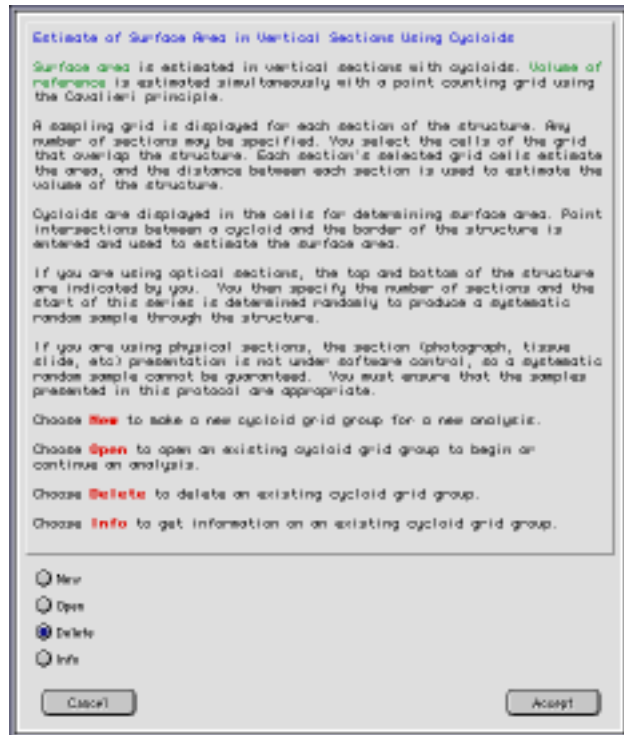 Estimate of Surface Area in Vertical Sections Using Cycloids
Surface area is estimated in vertical sections with cycloids. Volume of
reference is estimated simultaneously with a point counting grid using
the Cavalieri principle.
A sampling grid is displayed for each section of the structure. Any
number of sections may be specified. You select the cells of the grid
that overlap the structure. Each section's selected grid cells estimate
the area, and the distance between each section is used to estimate the
volume of the structure.
Cycloids are displayed in the cells for determining surface area. Point
intersections between a cycloid and the border of the structure is
entered and used to estimate the surface area.
If you are using optical sections, the top and bottom of the structure
are indicated by you. You then specify the number of sections and the
start of this series is determined randomly to produce a systematic
random sample through the structure.
If you are using physical sections, the section (photograph, tissue
slide, etc) presentation is not under software control, so a systematic
random sample cannot be guaranteed. You must ensure that the samples
presented in this protocol are appropriate.
Choose New to make a new cycloid grid group for a new analysis.
Choose Open to open an existing cycloid grid group to begin or
continue an analysis.
Choose Delete to delete an existing cycloid grid group.
Choose Info to get information on an existing cycloid grid group.
New
Open
Delete
Info
Cancel
Accept